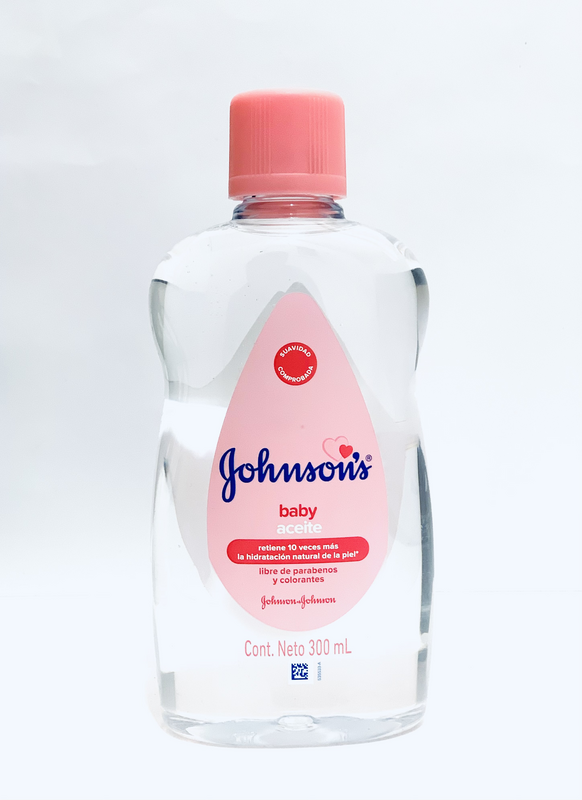 SUAVIDAD
COMPROBADA
Johnson's®
baby
aceite
retiene 10 veces más
la hidratación natural de la piel*
libre de parabenos
y colorantes
Johnson & Johnson
Cont. Neto 300 mL